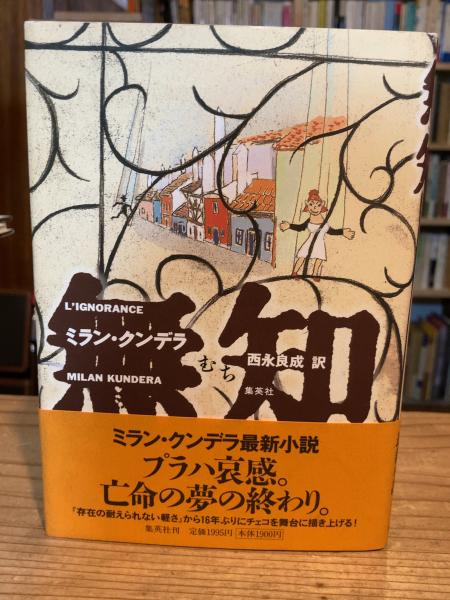 L'IGNORANCE
無知
ミラン・クンデラ
むち
西永良成 訳
MILAN KUNDERA
集英社
ミラン・クンデラ最新小説
プラハ哀感。
亡命の夢の終わり。
『存在の耐えられない軽さ』から16年ぶりにチェコを舞台に描き上げる!
集英社刊 定価1995円 本体1900円
無知